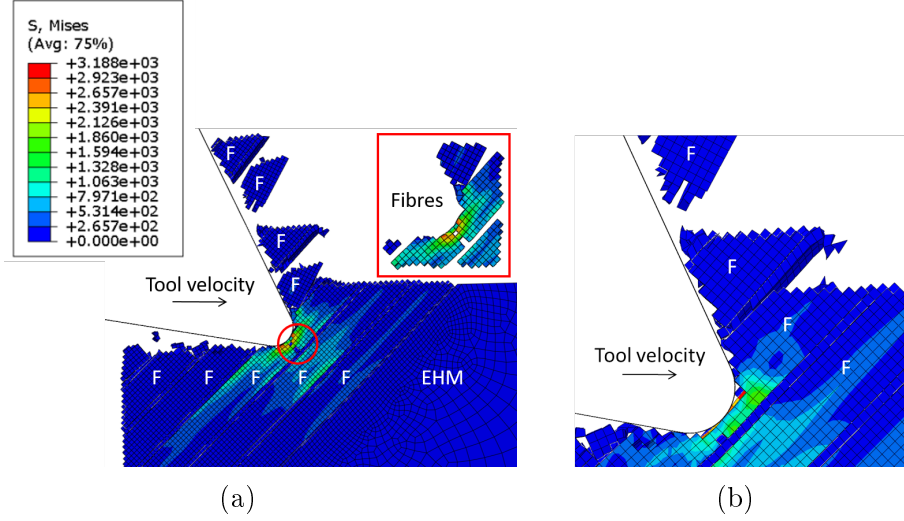 S, Mises
(Avg: 75%)
+3.188e+03
+2.923e+03
+2.657e+03
+2.391e+03
+2.126e+03
+1.860e+03
+1.594e+03
+1.328e+03
+1.063e+03
+7.971e+02
+5.314e+02
+2.657e+02
+0.000e+00
F
F
F
F
Fibres
Tool velocity
F F F F F
EHM
(a)
F
F
F
F
Tool velocity
(b)